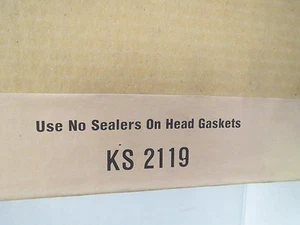 Use No Sealers On Head Gaskets
KS 2119